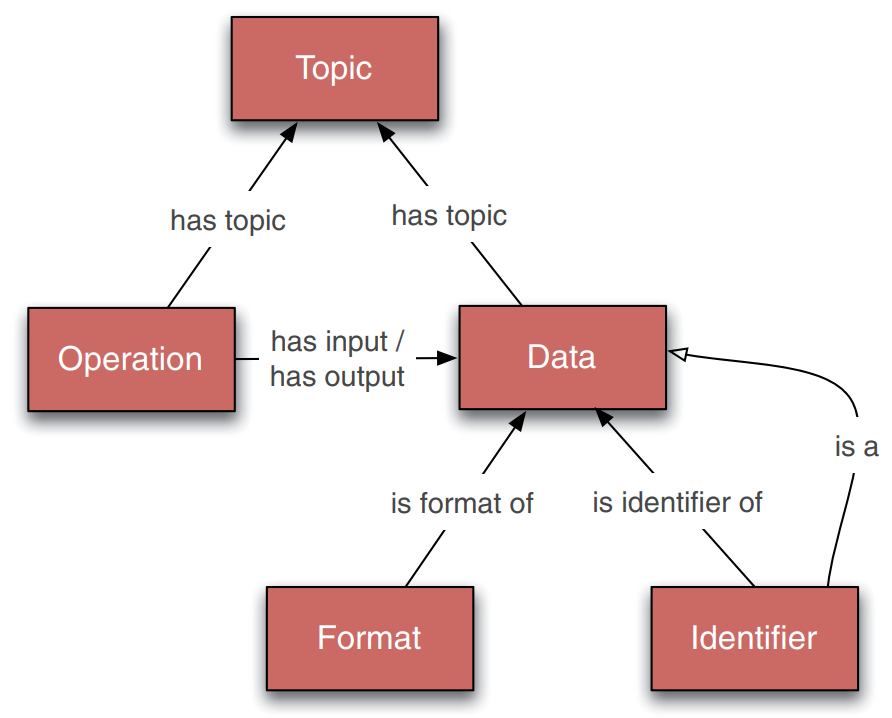 Topic
has topic
has topic
Operation
has input /
has output
Data
is a
is format of
is identifier of
Format
Identifier